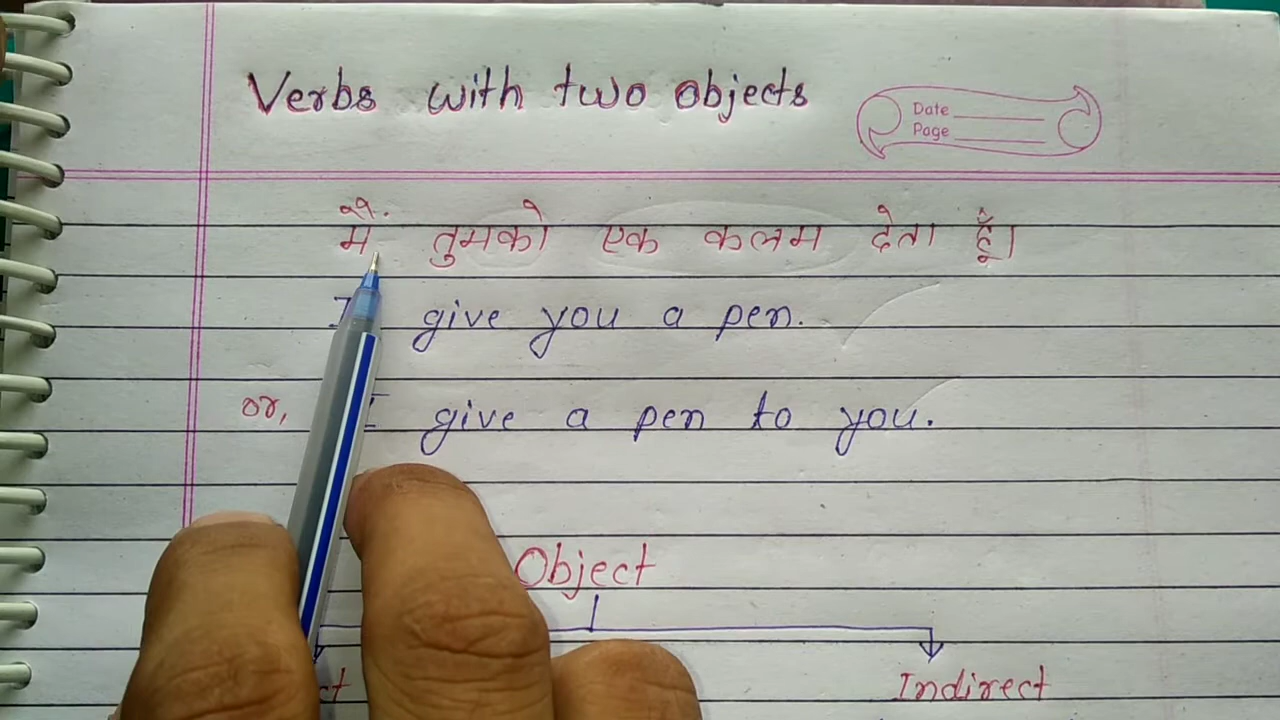 Verbs with two objects
Date
Page
मैं तुमको एक कलम देता हूँ।
I give you a pen.
or, I give a pen to you.
Object
Indirect